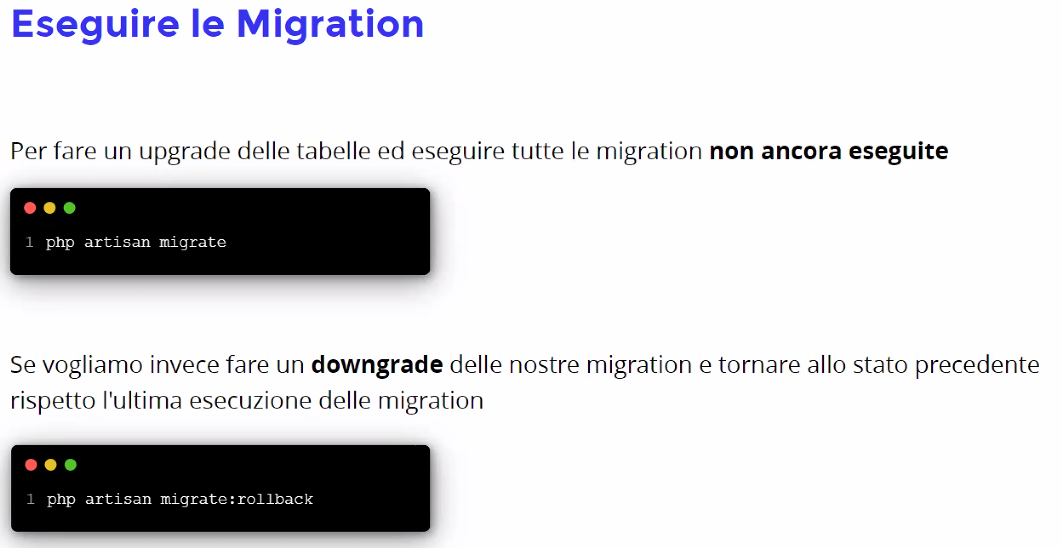 Eseguire le Migration
Per fare un upgrade delle tabelle ed eseguire tutte le migration non ancora eseguite
1 php artisan migrate
Se vogliamo invece fare un downgrade delle nostre migration e tornare allo stato precedente
rispetto l'ultima esecuzione delle migration
1 php artisan migrate:rollback